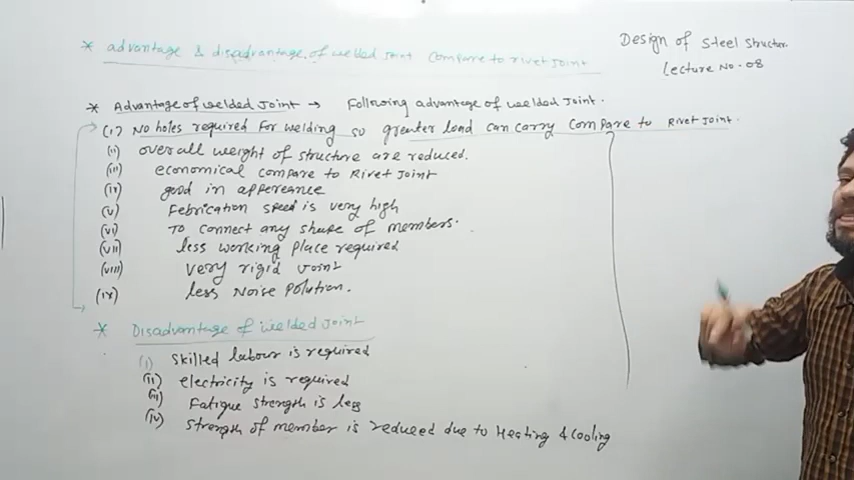 * advantage & disadvantage of welded joint compare to rivet joint
Design of Steel Structur.
Lecture No. 08
* Advantage of welded Joint → Following advantage of welded Joint.
(i) No holes required for welding so greater load can carry compare to Rivet Joint.
(ii) overall weight of structure are reduced.
(iii) economical compare to Rivet Joint
(iv) good in appereance
(v) Febrication speed is very high
(vi) To connect any shape of members.
(vii) less working place required
(viii) very rigid Joint
(ix) less Noise Polution.
* Disadvantage of welded Joint
(i) Skilled labour is required
(ii) electricity is required
(iii) Fatigue strength is less
(iv) Strength of member is reduced due to Heating & Cooling